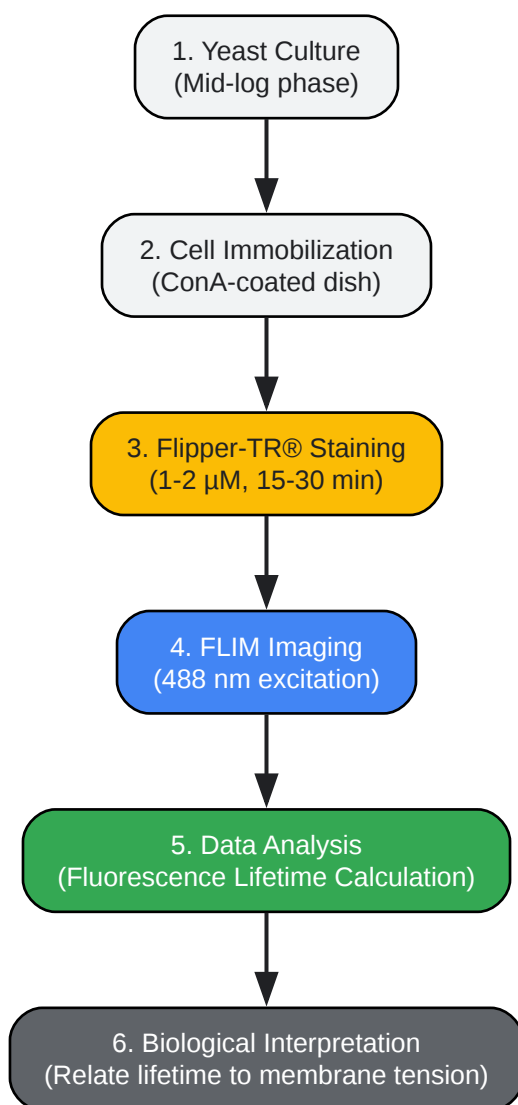 1. Yeast Culture
(Mid-log phase)
2. Cell Immobilization
(ConA-coated dish)
3. Flipper-TR® Staining
(1-2 µM, 15-30 min)
4. FLIM Imaging
(488 nm excitation)
5. Data Analysis
(Fluorescence Lifetime Calculation)
6. Biological Interpretation
(Relate lifetime to membrane tension)